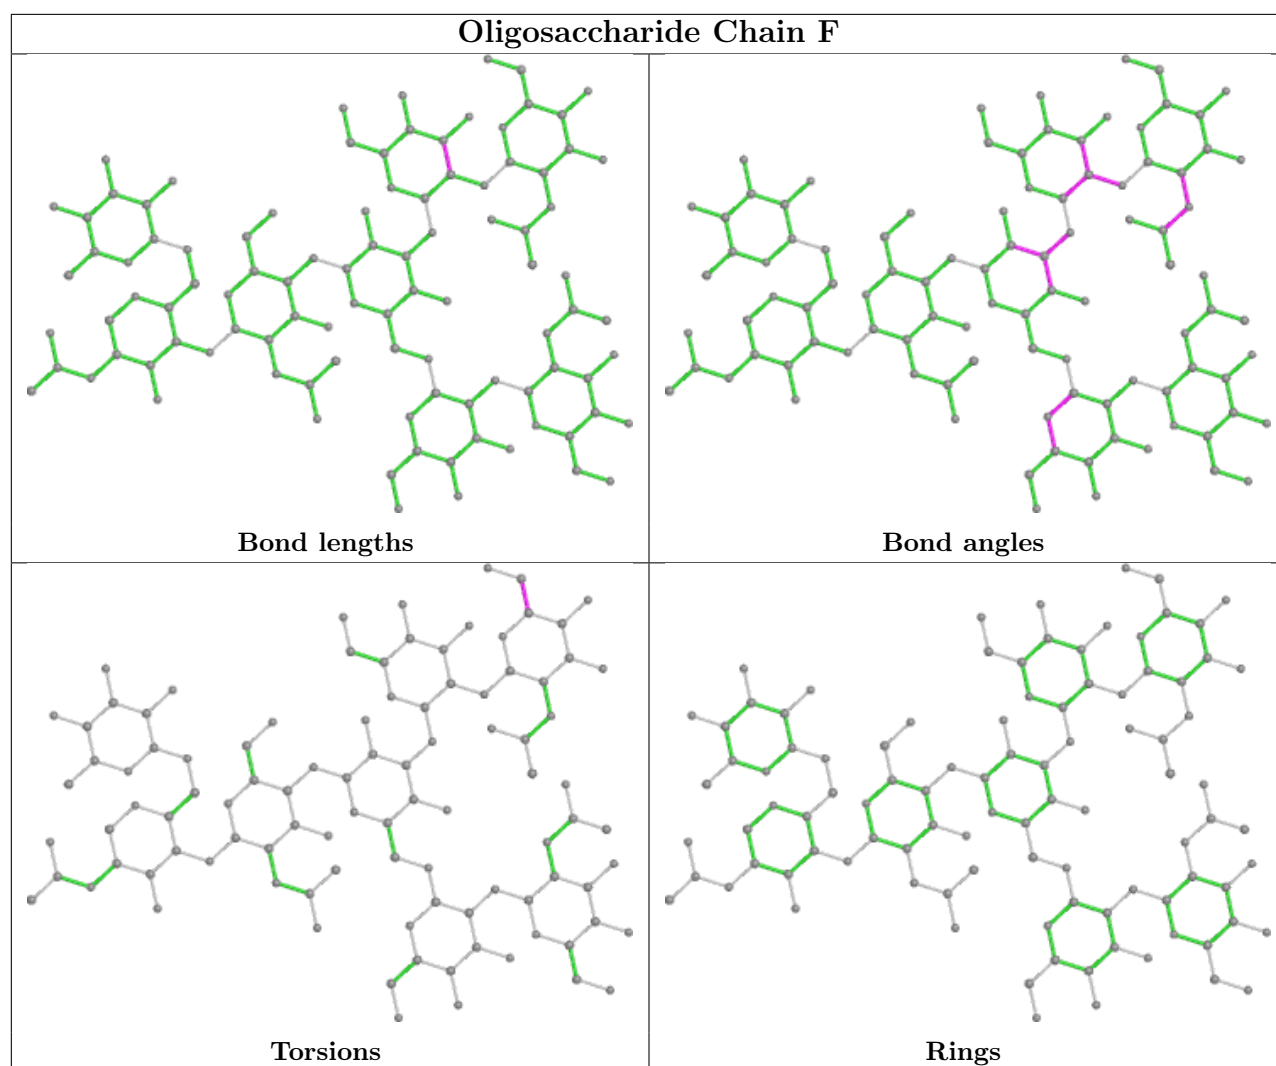 Oligosaccharide Chain F
Bond lengths
Bond angles
Torsions
Rings